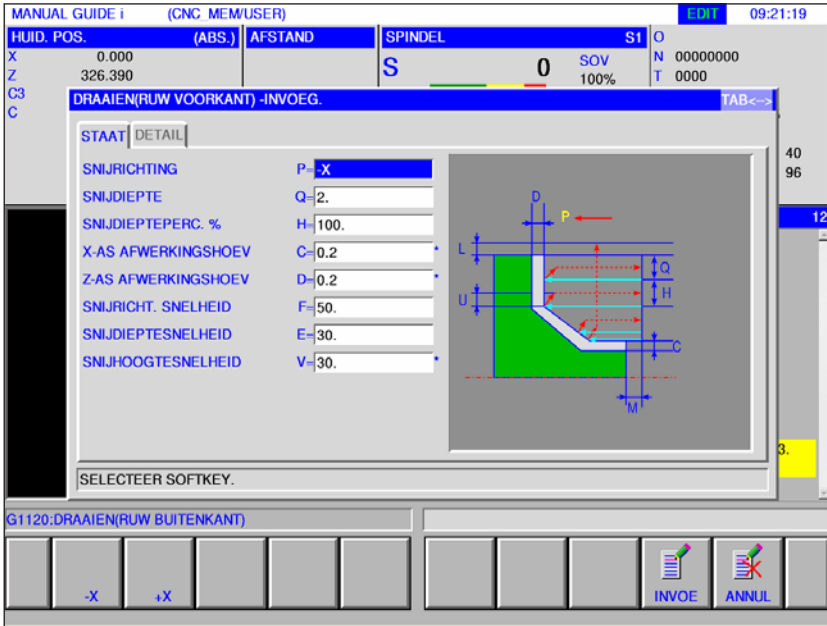 MANUAL GUIDE i (CNC_MEM/USER) EDIT 09:21:19
HUID. POS. (ABS.) AFSTAND SPINDEL S1 O
X 0.000 S 0 SOV N 00000000
Z 326.390 100% T 0000
C3
C
DRAAIEN(RUW VOORKANT) -INVOEG. TAB<-->
STAAT DETAIL
SNIJRICHTING P= -X
SNIJDIEPTE Q= 2.
SNIJDIEPTEPERC. % H= 100.
X-AS AFWERKINGSHOEV C= 0.2 *
Z-AS AFWERKINGSHOEV D= 0.2 *
SNIJRICHT. SNELHEID F= 50.
SNIJDIEPTESNELHEID E= 30.
SNIJHOOGTESNELHEID V= 30. *
D
P
L
Q
U
H
C
M
40
96
12
3.
SELECTEER SOFTKEY.
G1120:DRAAIEN(RUW BUITENKANT)
-X +X INVOE ANNUL